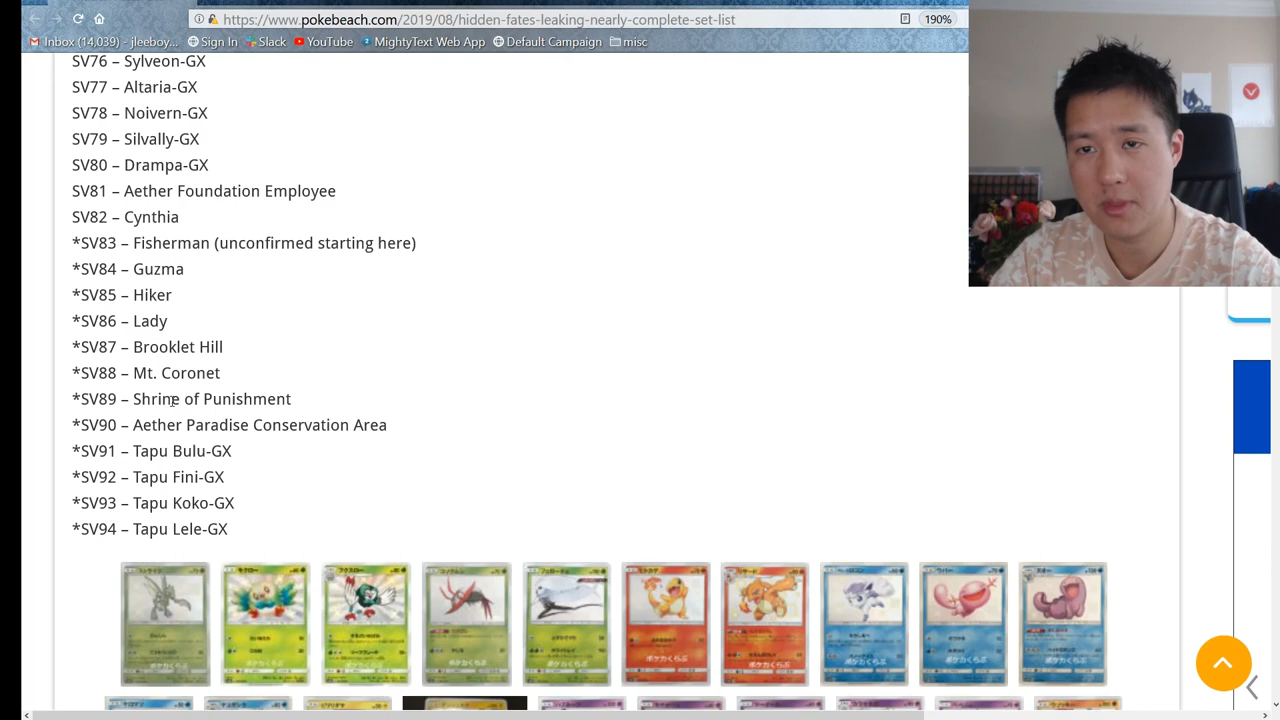 https://www.pokebeach.com/2019/08/hidden-fates-leaking-nearly-complete-set-list
190%
Inbox (14,039) - jleeboy...
Sign In
Slack
YouTube
MightyText Web App
Default Campaign
misc
SV76 – Sylveon-GX
SV77 – Altaria-GX
SV78 – Noivern-GX
SV79 – Silvally-GX
SV80 – Drampa-GX
SV81 – Aether Foundation Employee
SV82 – Cynthia
*SV83 – Fisherman (unconfirmed starting here)
*SV84 – Guzma
*SV85 – Hiker
*SV86 – Lady
*SV87 – Brooklet Hill
*SV88 – Mt. Coronet
*SV89 – Shrine of Punishment
*SV90 – Aether Paradise Conservation Area
*SV91 – Tapu Bulu-GX
*SV92 – Tapu Fini-GX
*SV93 – Tapu Koko-GX
*SV94 – Tapu Lele-GX